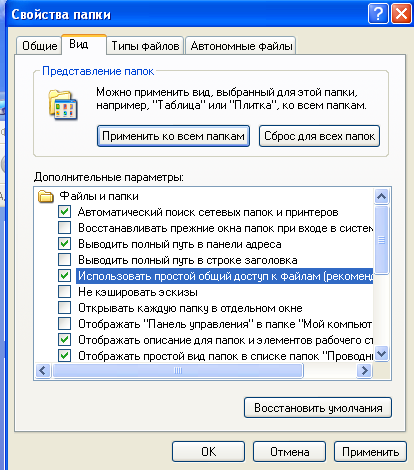 Свойства папки
Общие Вид Типы файлов Автономные файлы
Представление папок
Можно применить вид, выбранный для этой папки,
например, "Таблица" или "Плитка", ко всем папкам.
Применить ко всем папкам Сброс для всех папок
Дополнительные параметры:
Файлы и папки
Автоматический поиск сетевых папок и принтеров
Восстанавливать прежние окна папок при входе в систем
Выводить полный путь в панели адреса
Выводить полный путь в строке заголовка
Использовать простой общий доступ к файлам (рекоменд
Не кэшировать эскизы
Открывать каждую папку в отдельном окне
Отображать "Панель управления" в папке "Мой компьют
Отображать описание для папок и элементов рабочего ст
Отображать простой вид папок в списке папок "Проводни
Восстановить умолчания
ОК Отмена Применить